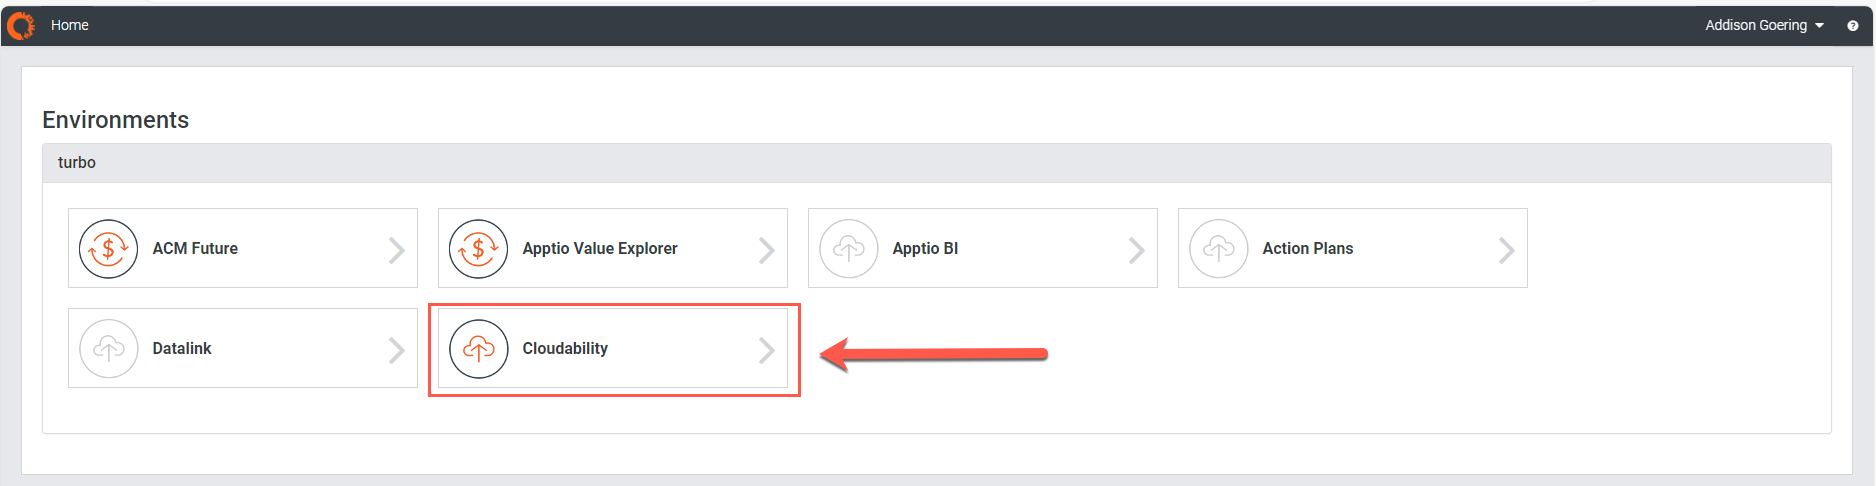 Home
Addison Goering
Environments
turbo
ACM Future
Apptio Value Explorer
Apptio BI
Action Plans
Datalink
Cloudability